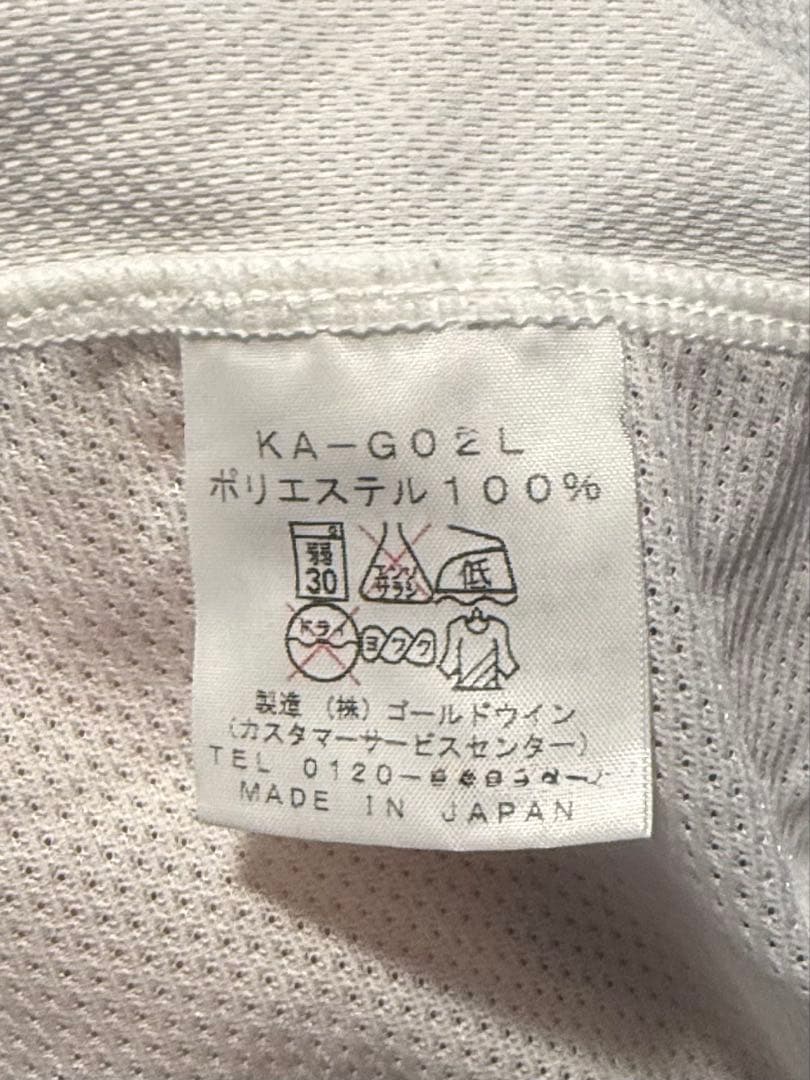 KA-G02L
ポリエステル100%
弱
30
エンソ
サラシ
低
ドライ
ヨワク
製造 (株) ゴールドウイン
(カスタマーサービスセンター)
TEL 0120-
MADE IN JAPAN